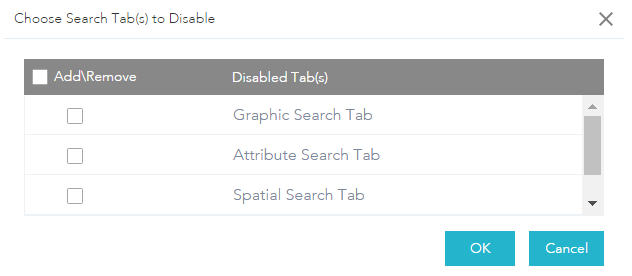 Choose Search Tab(s) to Disable
Add\Remove Disabled Tab(s)
Graphic Search Tab
Attribute Search Tab
Spatial Search Tab
OK Cancel